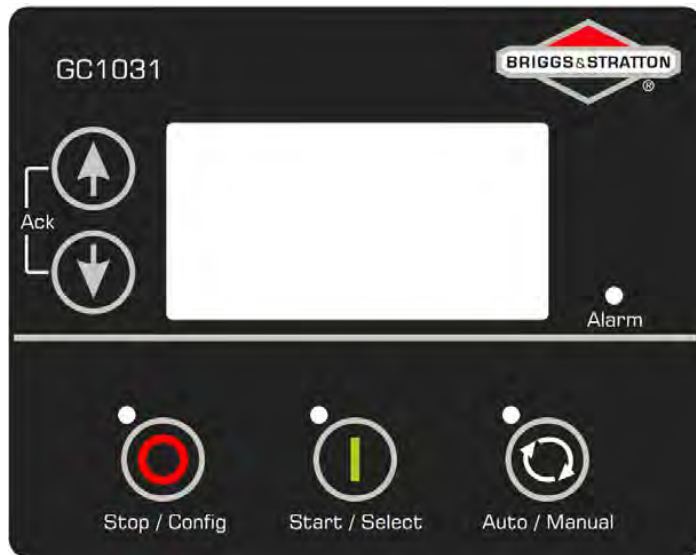 GC1031
BRIGGS&STRATTON
®
Ack
Alarm
Stop / Config
Start / Select
Auto / Manual